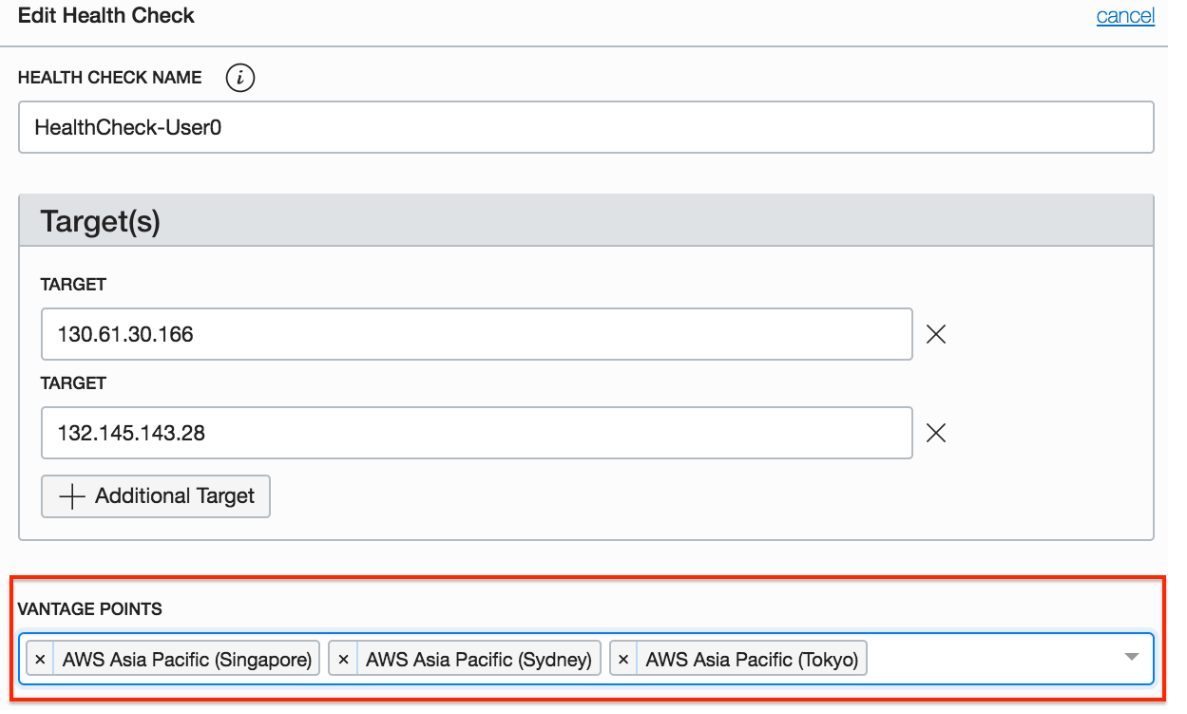 Edit Health Check cancel
HEALTH CHECK NAME i
HealthCheck-User0
Target(s)
TARGET
130.61.30.166
TARGET
132.145.143.28
Additional Target
VANTAGE POINTS
× AWS Asia Pacific (Singapore) × AWS Asia Pacific (Sydney) × AWS Asia Pacific (Tokyo)